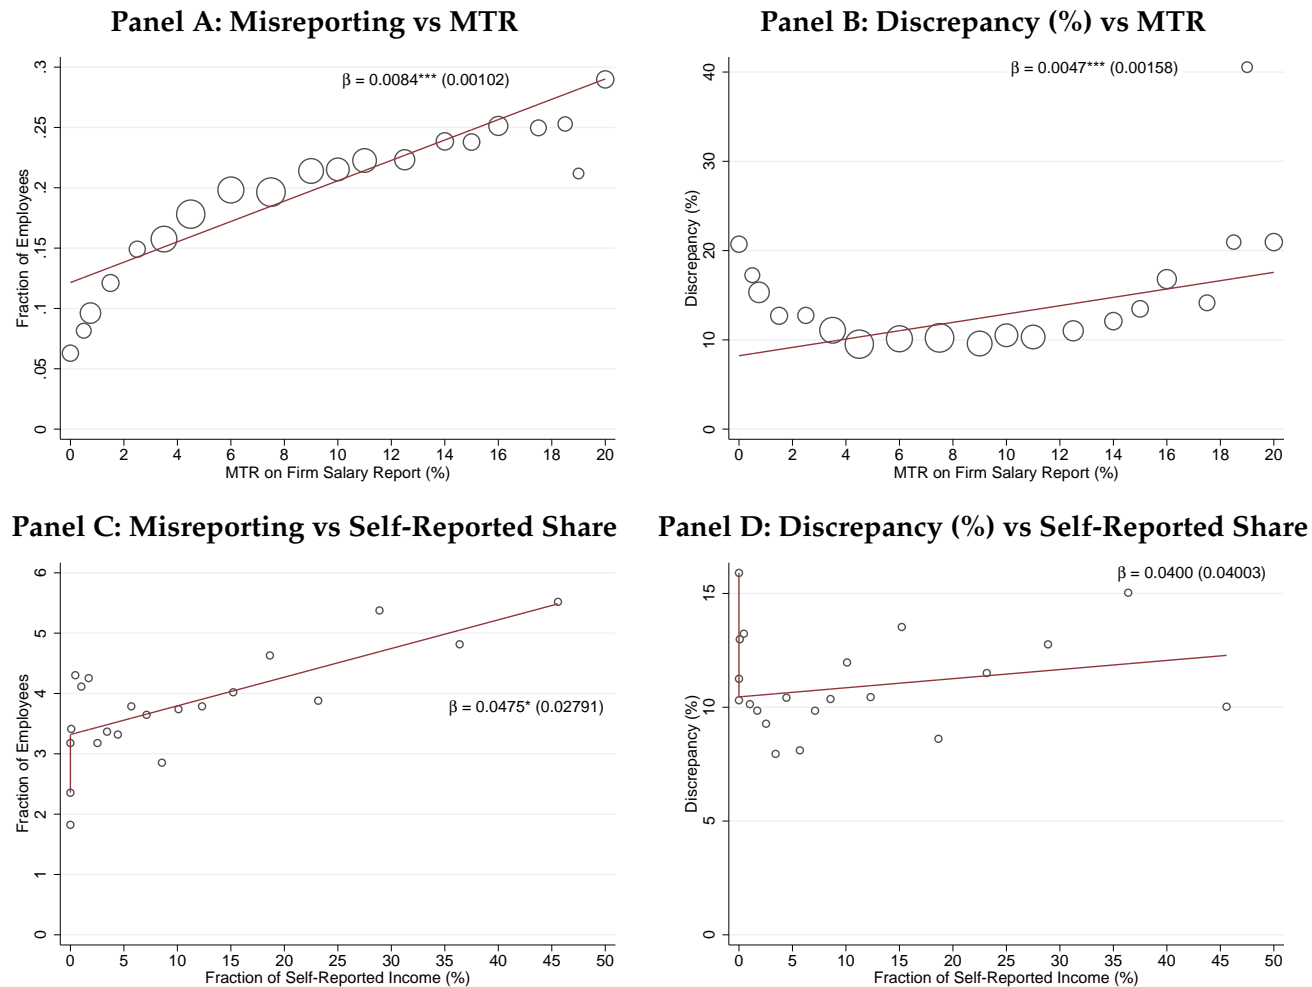 Panel A: Misreporting vs MTR
β = 0.0084*** (0.00102)
Fraction of Employees
.3
.25
.2
.15
.1
.05
0
0 2 4 6 8 10 12 14 16 18 20
MTR on Firm Salary Report (%)
Panel B: Discrepancy (%) vs MTR
β = 0.0047*** (0.00158)
Discrepancy (%)
40
30
20
10
0
0 2 4 6 8 10 12 14 16 18 20
MTR on Firm Salary Report (%)
Panel C: Misreporting vs Self-Reported Share
β = 0.0475* (0.02791)
Fraction of Employees
6
5
4
3
2
1
0
0 5 10 15 20 25 30 35 40 45 50
Fraction of Self-Reported Income (%)
Panel D: Discrepancy (%) vs Self-Reported Share
β = 0.0400 (0.04003)
Discrepancy (%)
15
10
5
0
0 5 10 15 20 25 30 35 40 45 50
Fraction of Self-Reported Income (%)